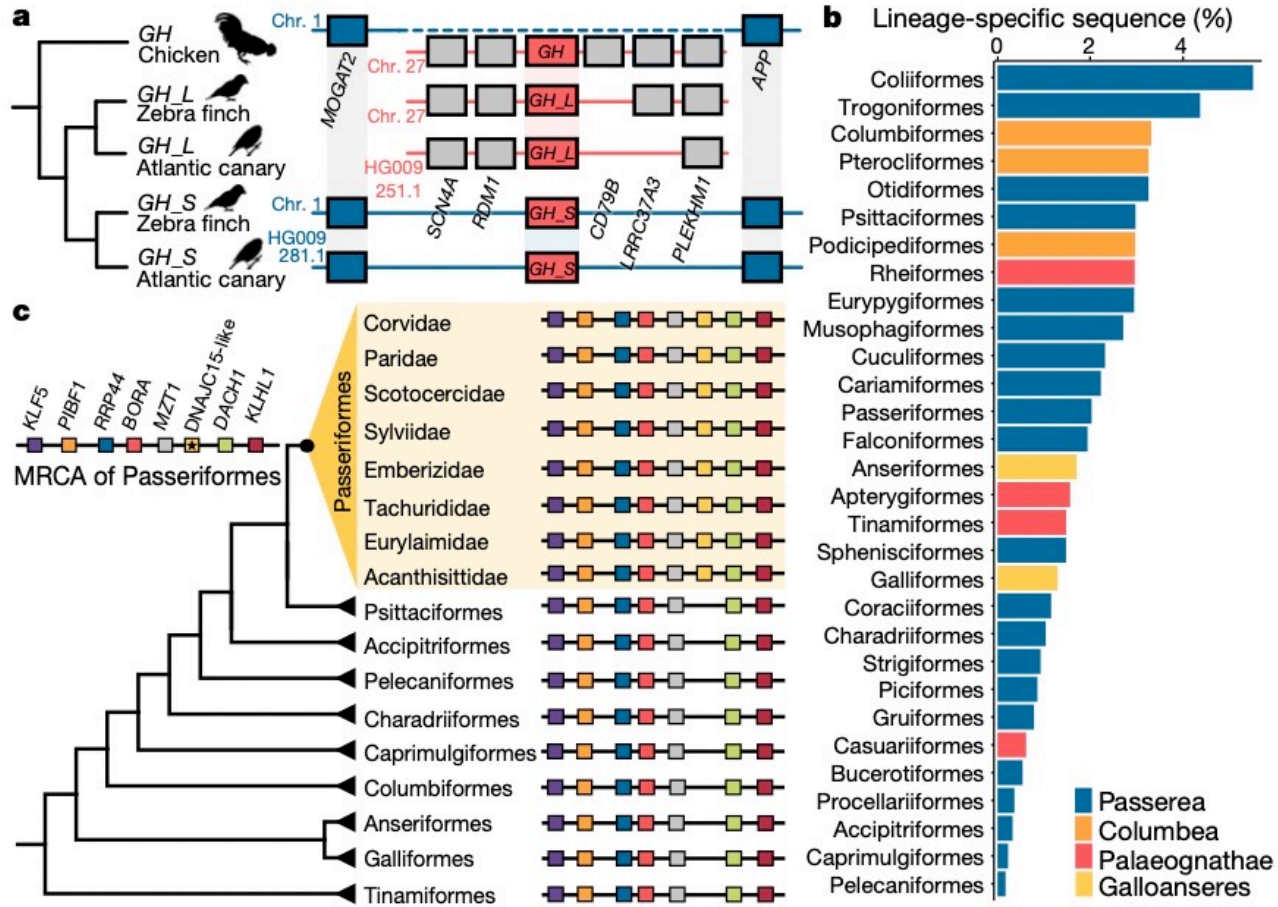 a
GH
Chicken
GH_L
Zebra finch
GH_L
Atlantic canary
GH_S
Zebra finch
GH_S
Atlantic canary
Chr. 1
Chr. 27
Chr. 27
HG009
251.1
Chr. 1
HG009
281.1
MOGAT2
GH
GH_L
GH_L
GH_S
GH_S
SCN4A
RDM1
CD79B
LRRC37A3
PLEKHM1
APP
b
Lineage-specific sequence (%)
0 2 4
Coliiformes
Trogoniformes
Columbiformes
Pterocliformes
Otidiformes
Psittaciformes
Podicipediformes
Rheiformes
Eurypygiformes
Musophagiformes
Cuculiformes
Cariamiformes
Passeriformes
Falconiformes
Anseriformes
Apterygiformes
Tinamiformes
Sphenisciformes
Galliformes
Coraciiformes
Charadriiformes
Strigiformes
Piciformes
Gruiformes
Casuariiformes
Bucerotiformes
Procellariiformes
Accipitriformes
Caprimulgiformes
Pelecaniformes
Passerea
Columbea
Palaeognathae
Galloanseres
c
KLF5
PIBF1
RRP44
BORA
MZT1
DNAJC15-like
DACH1
KLHL1
MRCA of Passeriformes
Passeriformes
Corvidae
Paridae
Scotocercidae
Sylviidae
Emberizidae
Tachurididae
Eurylaimidae
Acanthisittidae
Psittaciformes
Accipitriformes
Pelecaniformes
Charadriiformes
Caprimulgiformes
Columbiformes
Anseriformes
Galliformes
Tinamiformes